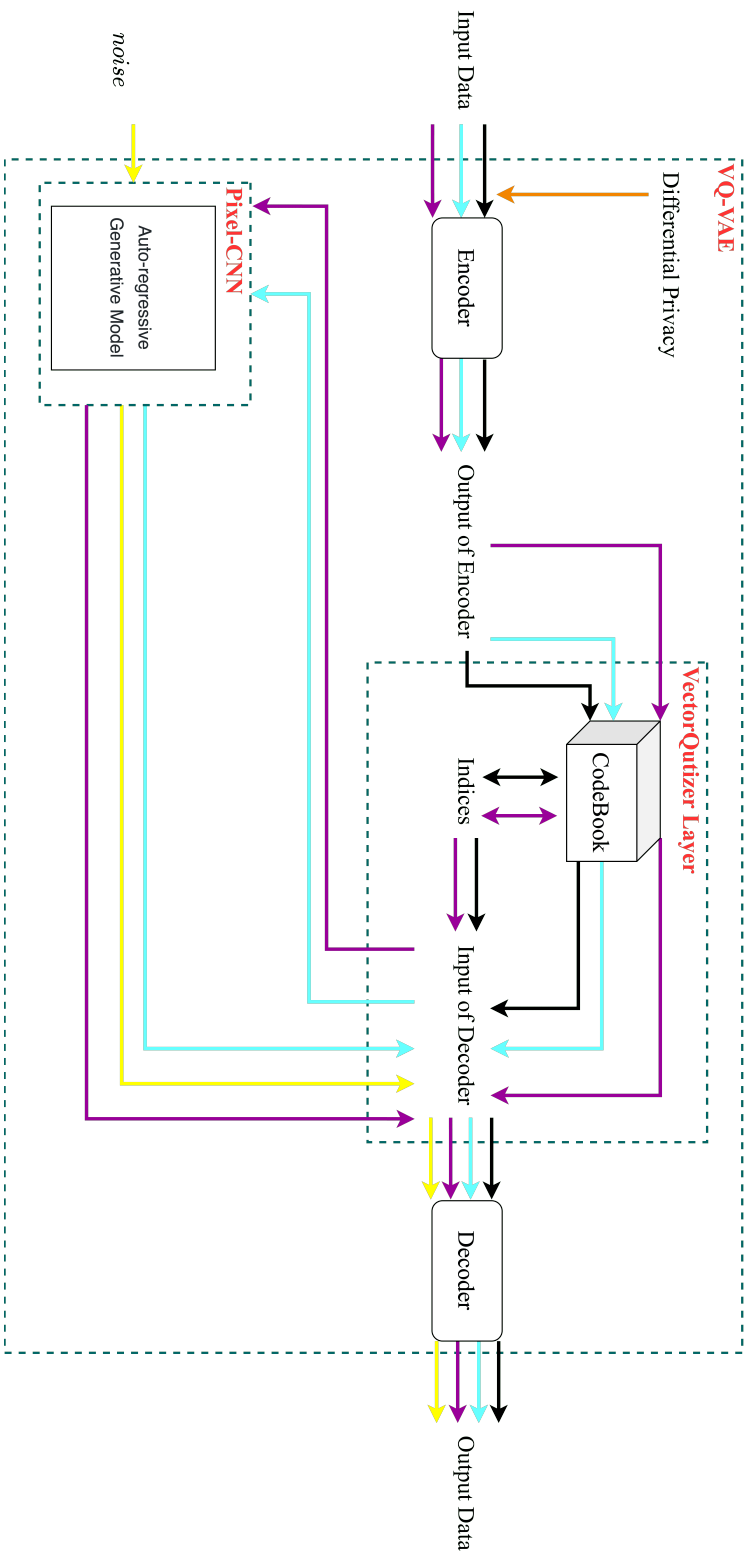 VQ-VAE
Differential Privacy
VectorQutizer Layer
CodeBook
Input Data
Encoder
Output of Encoder
Indices
Input of Decoder
Decoder
Output Data
Pixel-CNN
noise
Auto-regressive
Generative Model